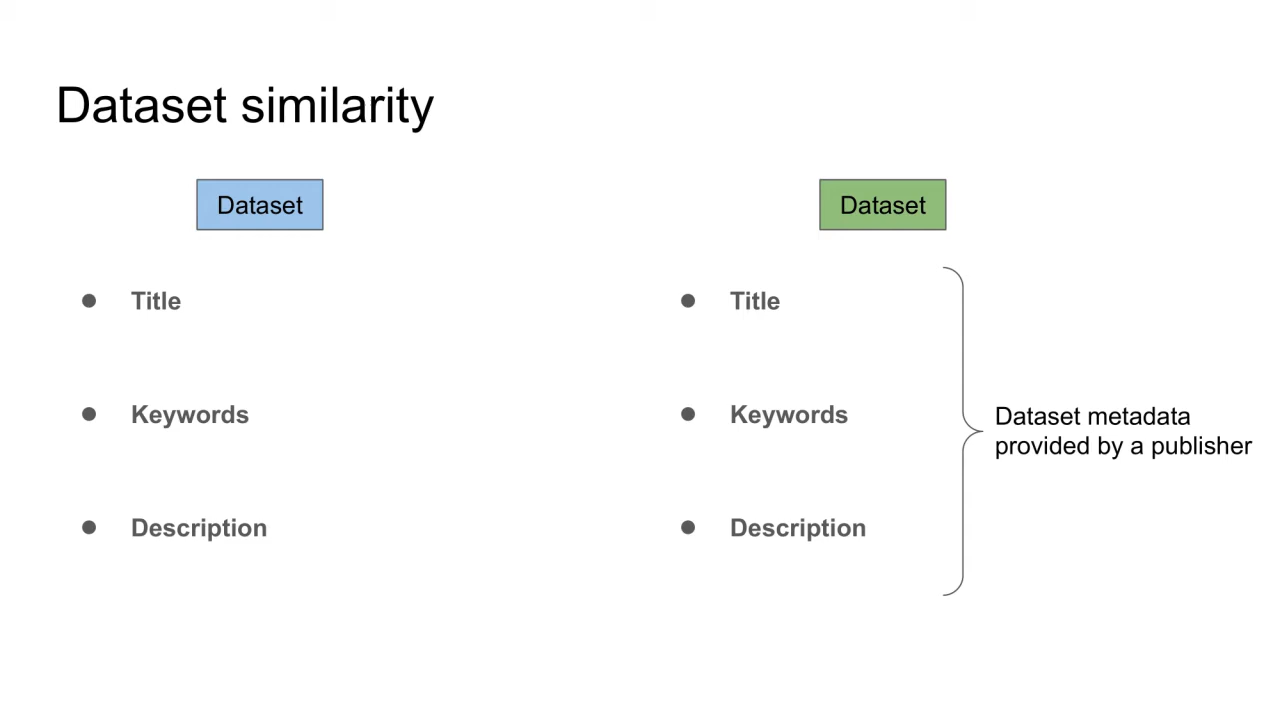 Dataset similarity
Dataset
Dataset
● Title
● Keywords
● Description
● Title
● Keywords
● Description
Dataset metadata
provided by a publisher